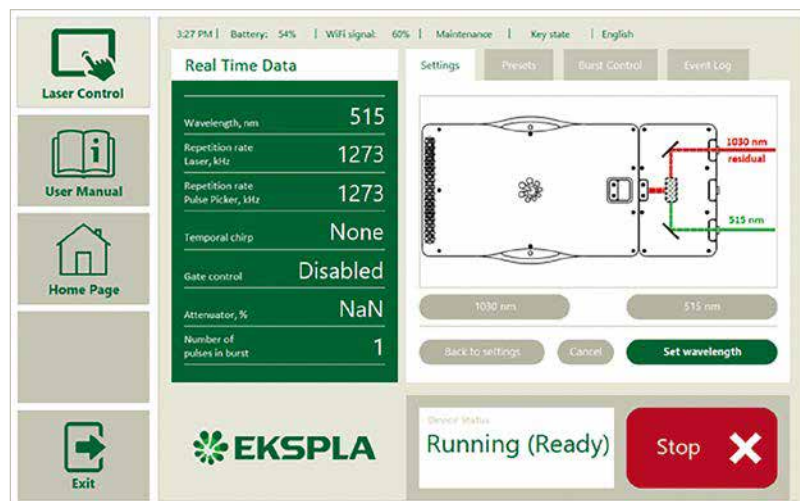 3:27 PM | Battery: 54% | WiFi signal: 60% | Maintenance | Key state | English
Laser Control
User Manual
Home Page
Exit
Real Time Data
Wavelength, nm 515
Repetition rate
Laser, kHz 1273
Repetition rate
Pulse Picker, kHz 1273
Temporal chirp None
Gate control Disabled
Attenuator, % NaN
Number of
pulses in burst 1
EKSPLA
Settings Presets Burst Control Event Log
1030 nm
residual
515 nm
1030 nm 515 nm
Back to settings Cancel Set wavelength
Device Status
Running (Ready)
Stop